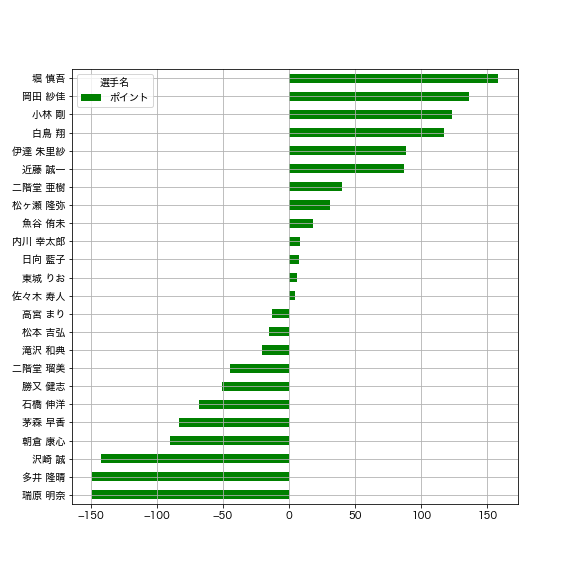 堀 慎吾
岡田 紗佳
小林 剛
白鳥 翔
伊達 朱里紗
近藤 誠一
二階堂 亜樹
松ヶ瀬 隆弥
魚谷 侑未
内川 幸太郎
日向 藍子
東城 りお
佐々木 寿人
高宮 まり
松本 吉弘
滝沢 和典
二階堂 瑠美
勝又 健志
石橋 伸洋
茅森 早香
朝倉 康心
沢崎 誠
多井 隆晴
瑞原 明奈
選手名
ポイント
−150 −100 −50 0 50 100 150